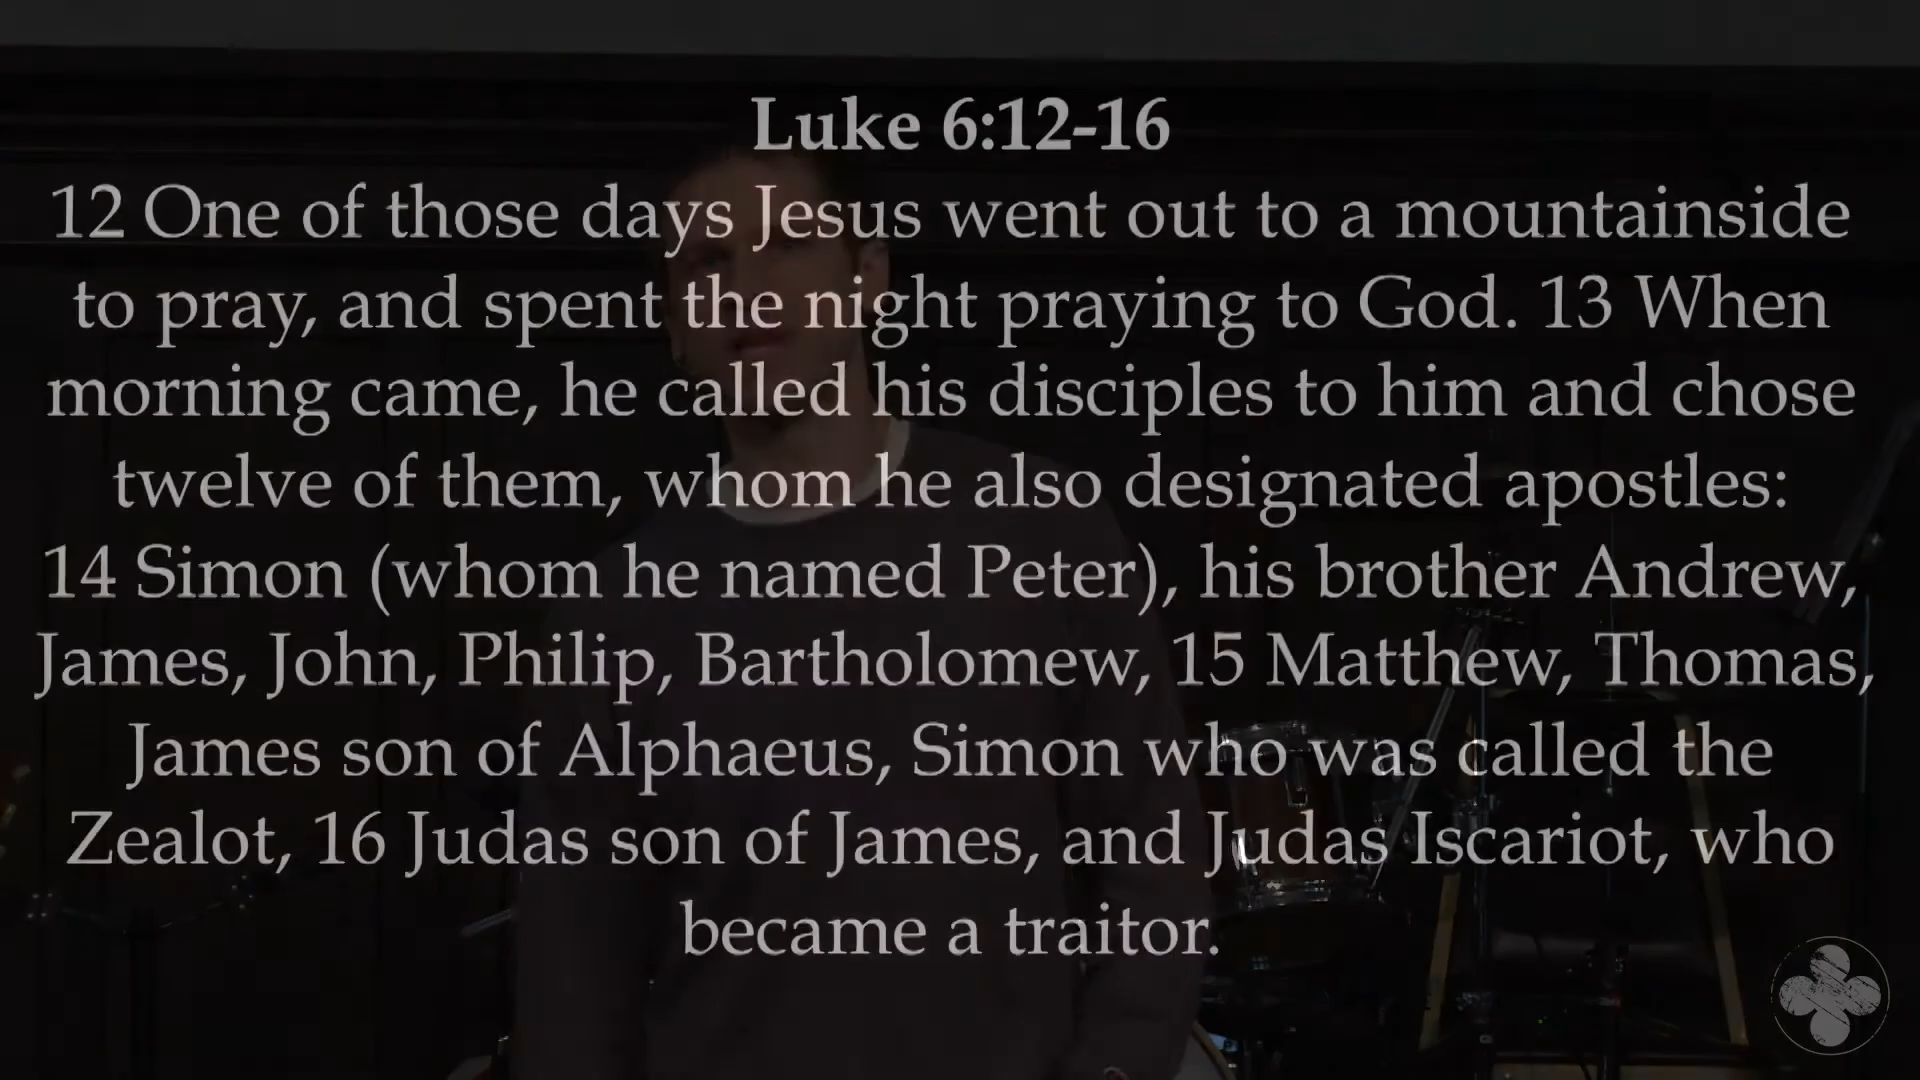 Luke 6:12-16
12 One of those days Jesus went out to a mountainside
to pray, and spent the night praying to God. 13 When
morning came, he called his disciples to him and chose
twelve of them, whom he also designated apostles:
14 Simon (whom he named Peter), his brother Andrew,
James, John, Philip, Bartholomew, 15 Matthew, Thomas,
James son of Alphaeus, Simon who was called the
Zealot, 16 Judas son of James, and Judas Iscariot, who
became a traitor.